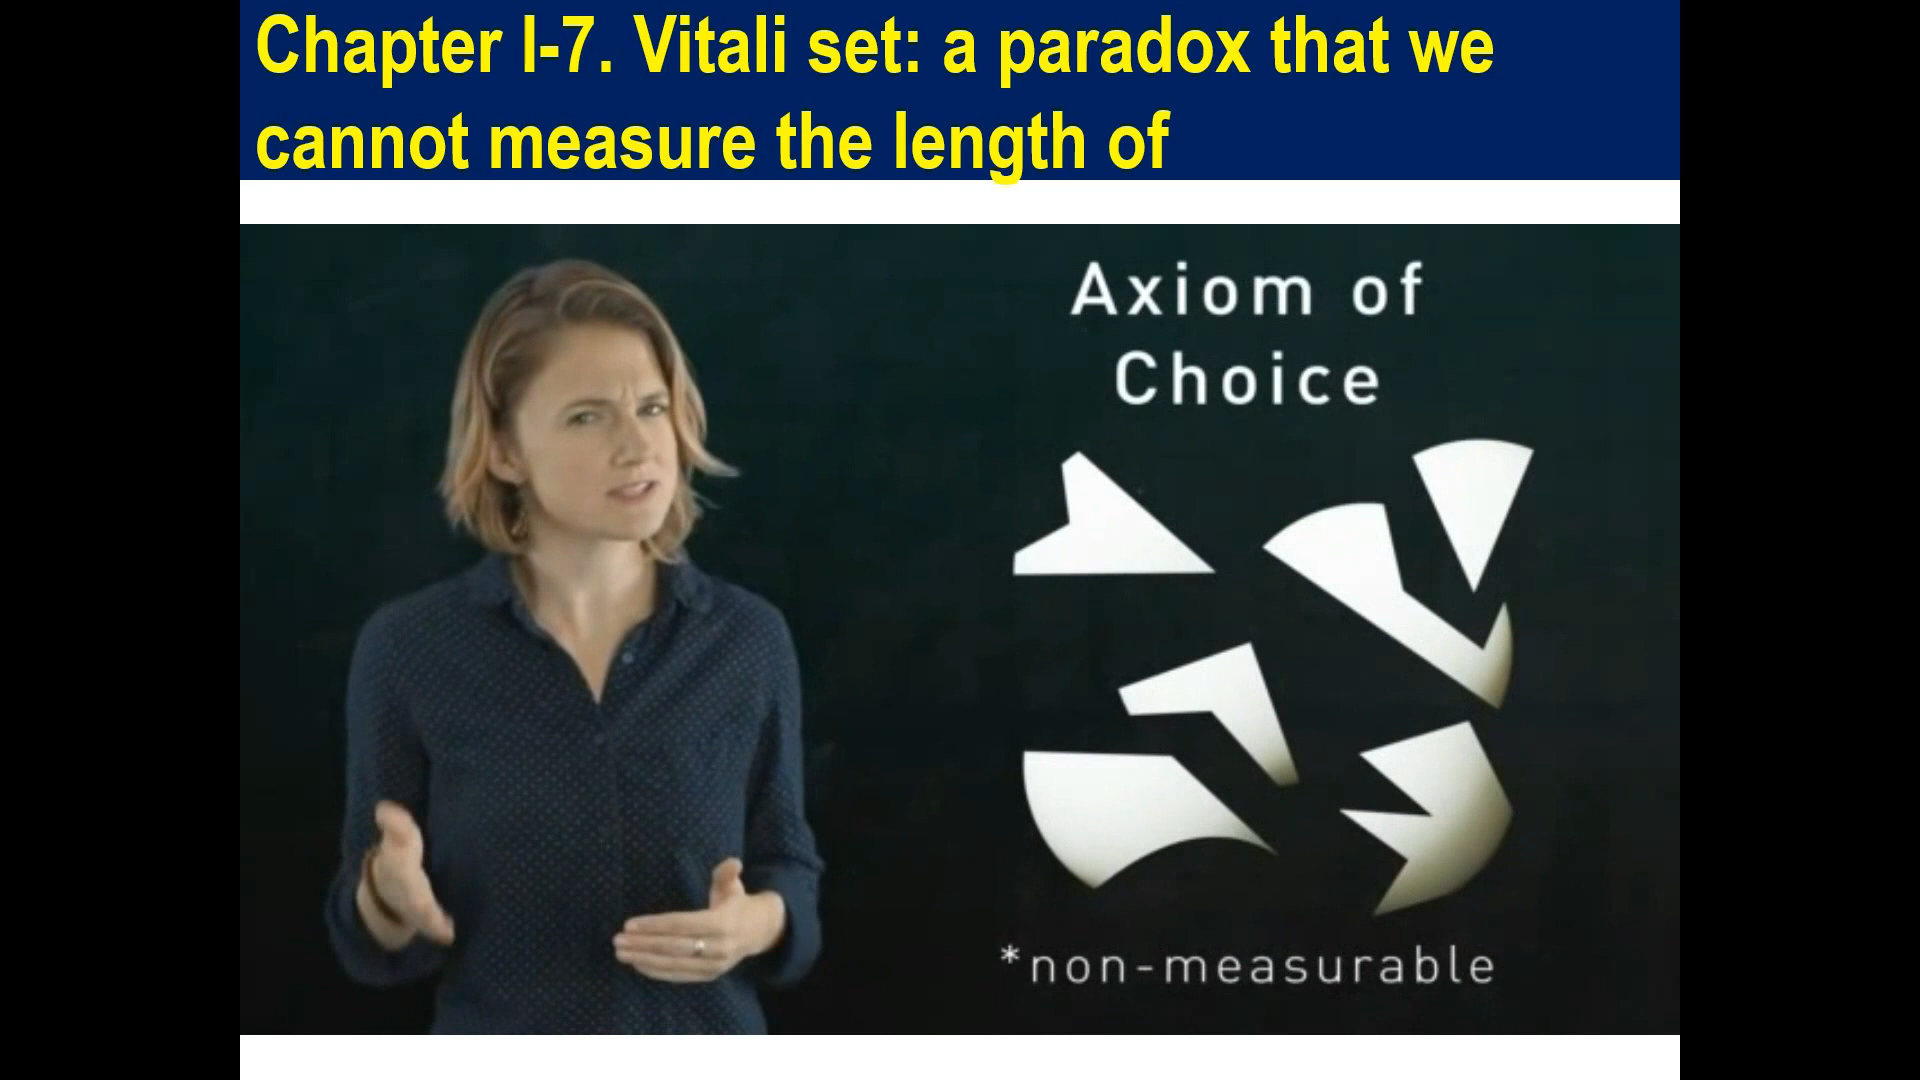 Chapter I-7. Vitali set: a paradox that we
cannot measure the length of
Axiom of
Choice
*non-measurable